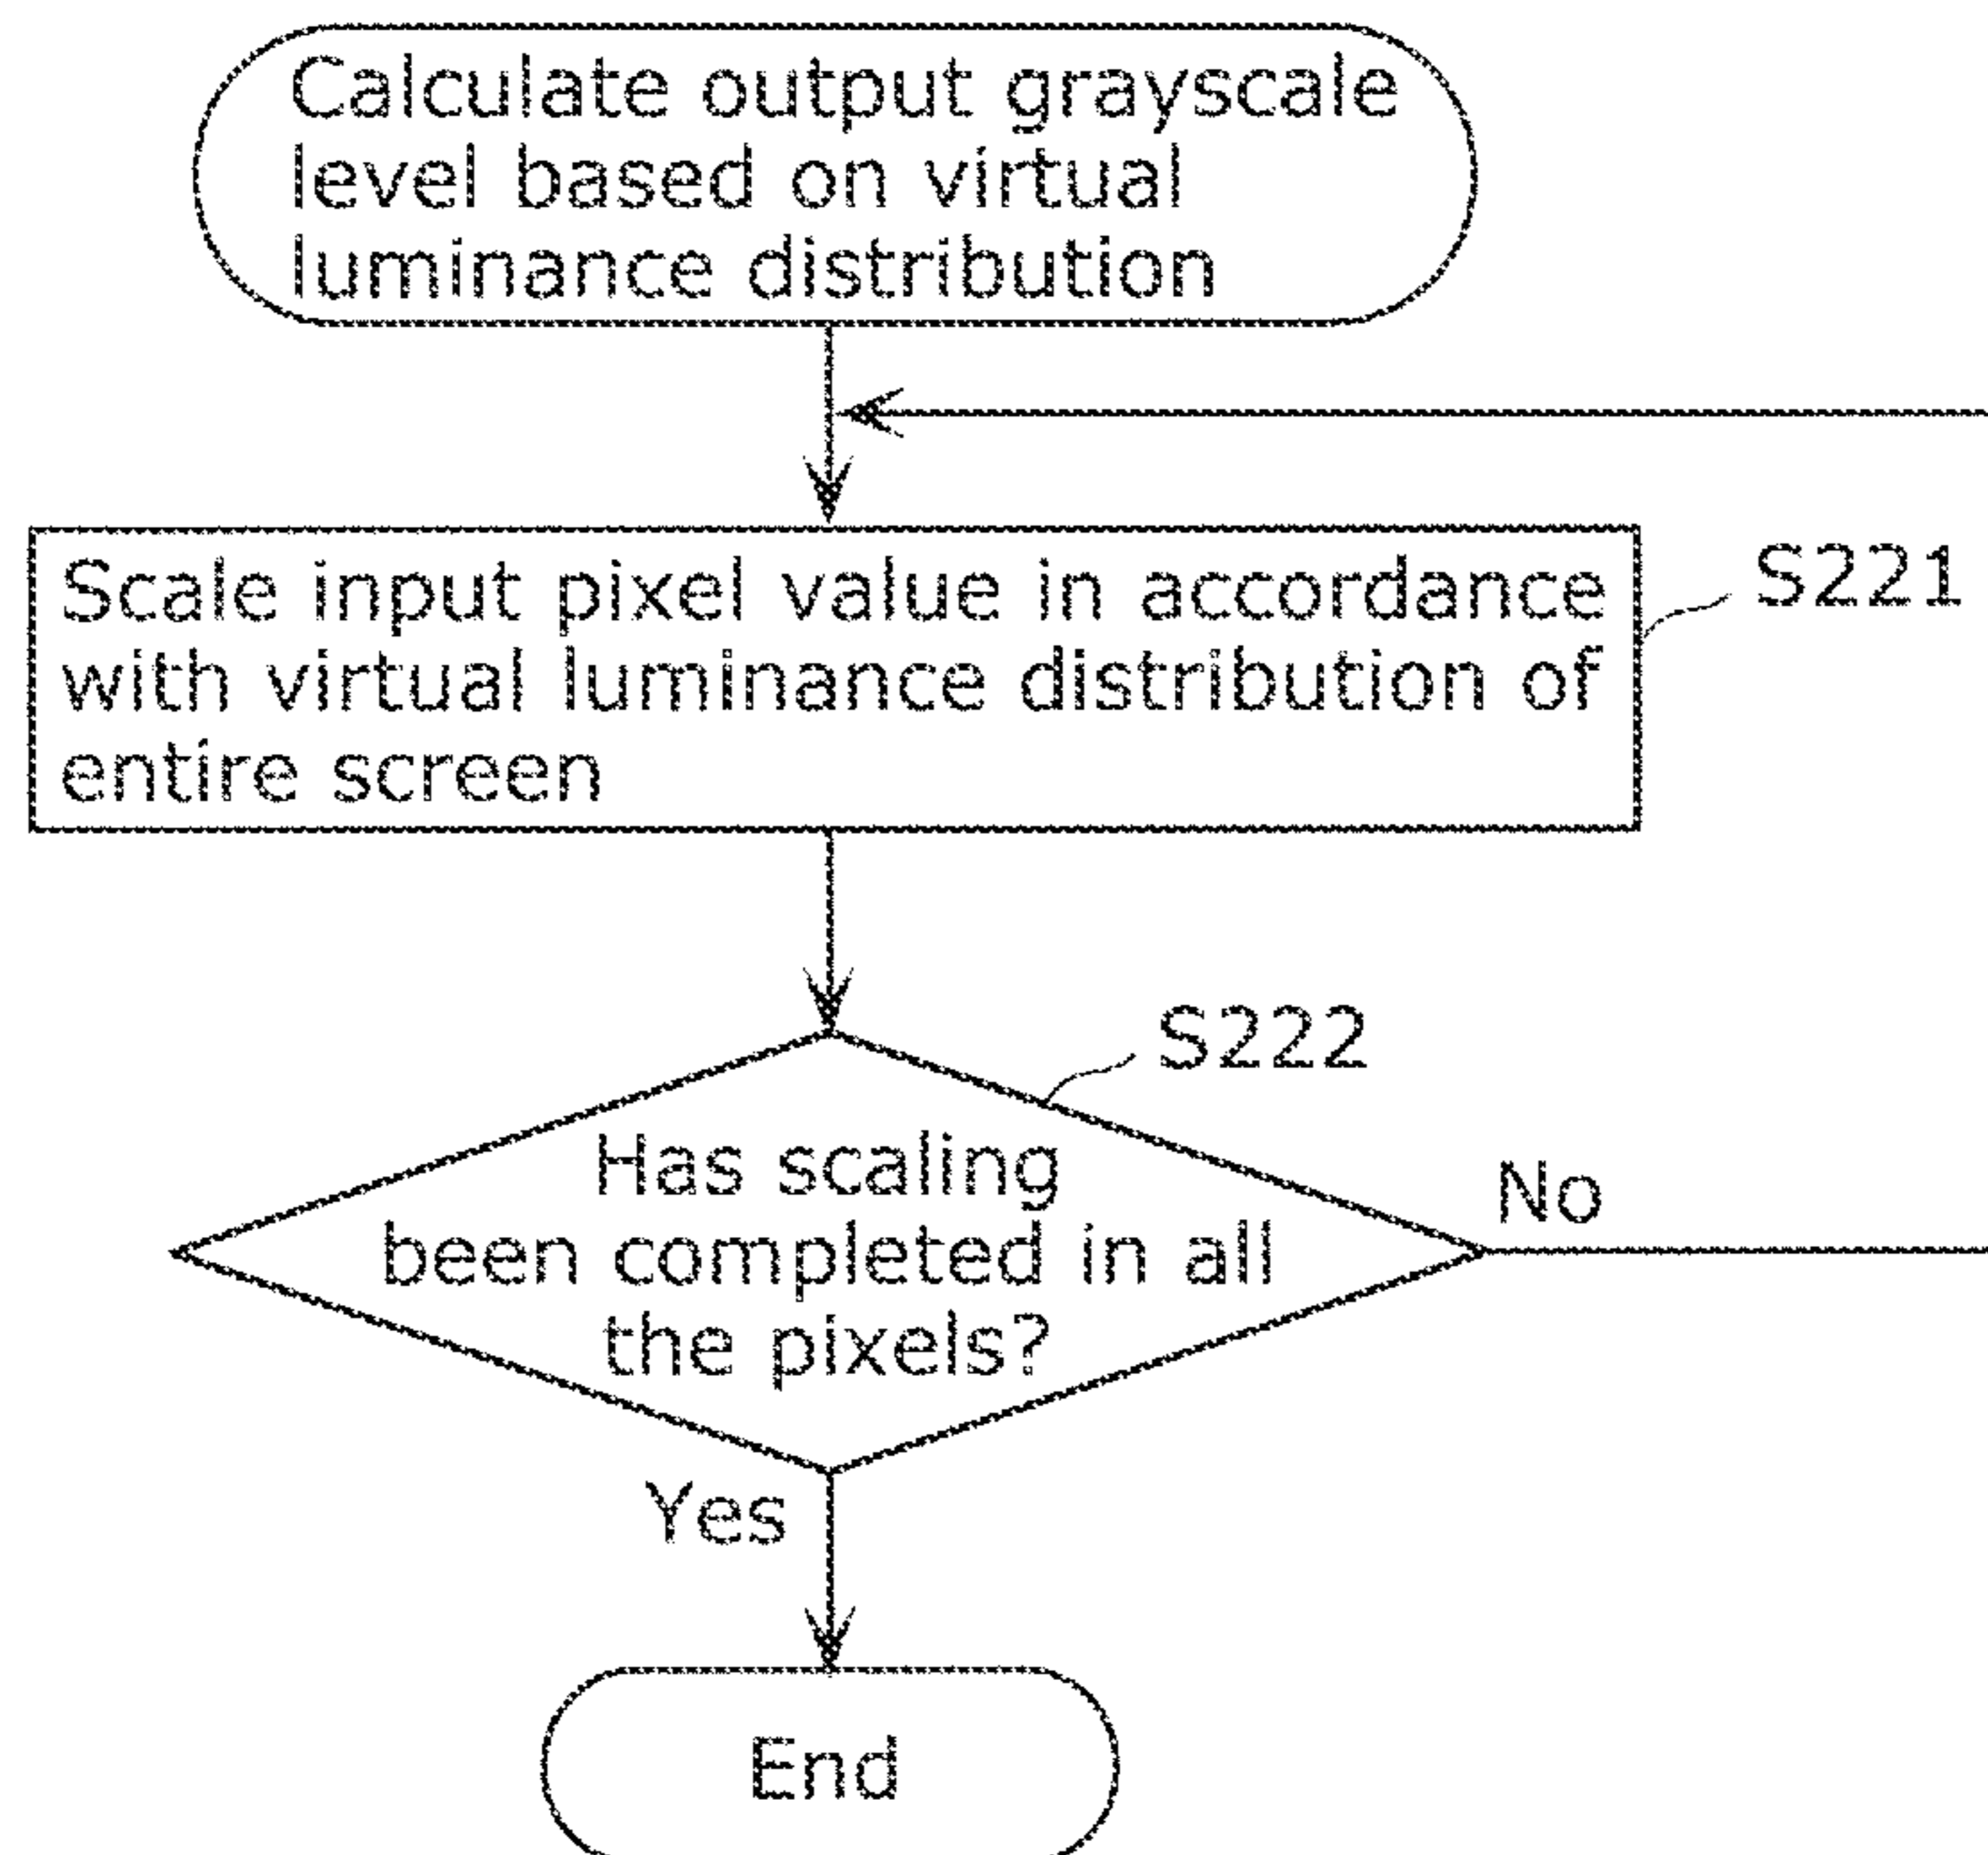 Calculate output grayscale
level based on virtual
luminance distribution
Scale input pixel value in accordance
with virtual luminance distribution of
entire screen
S221
S222
Has scaling
been completed in all
the pixels?
No
Yes
End